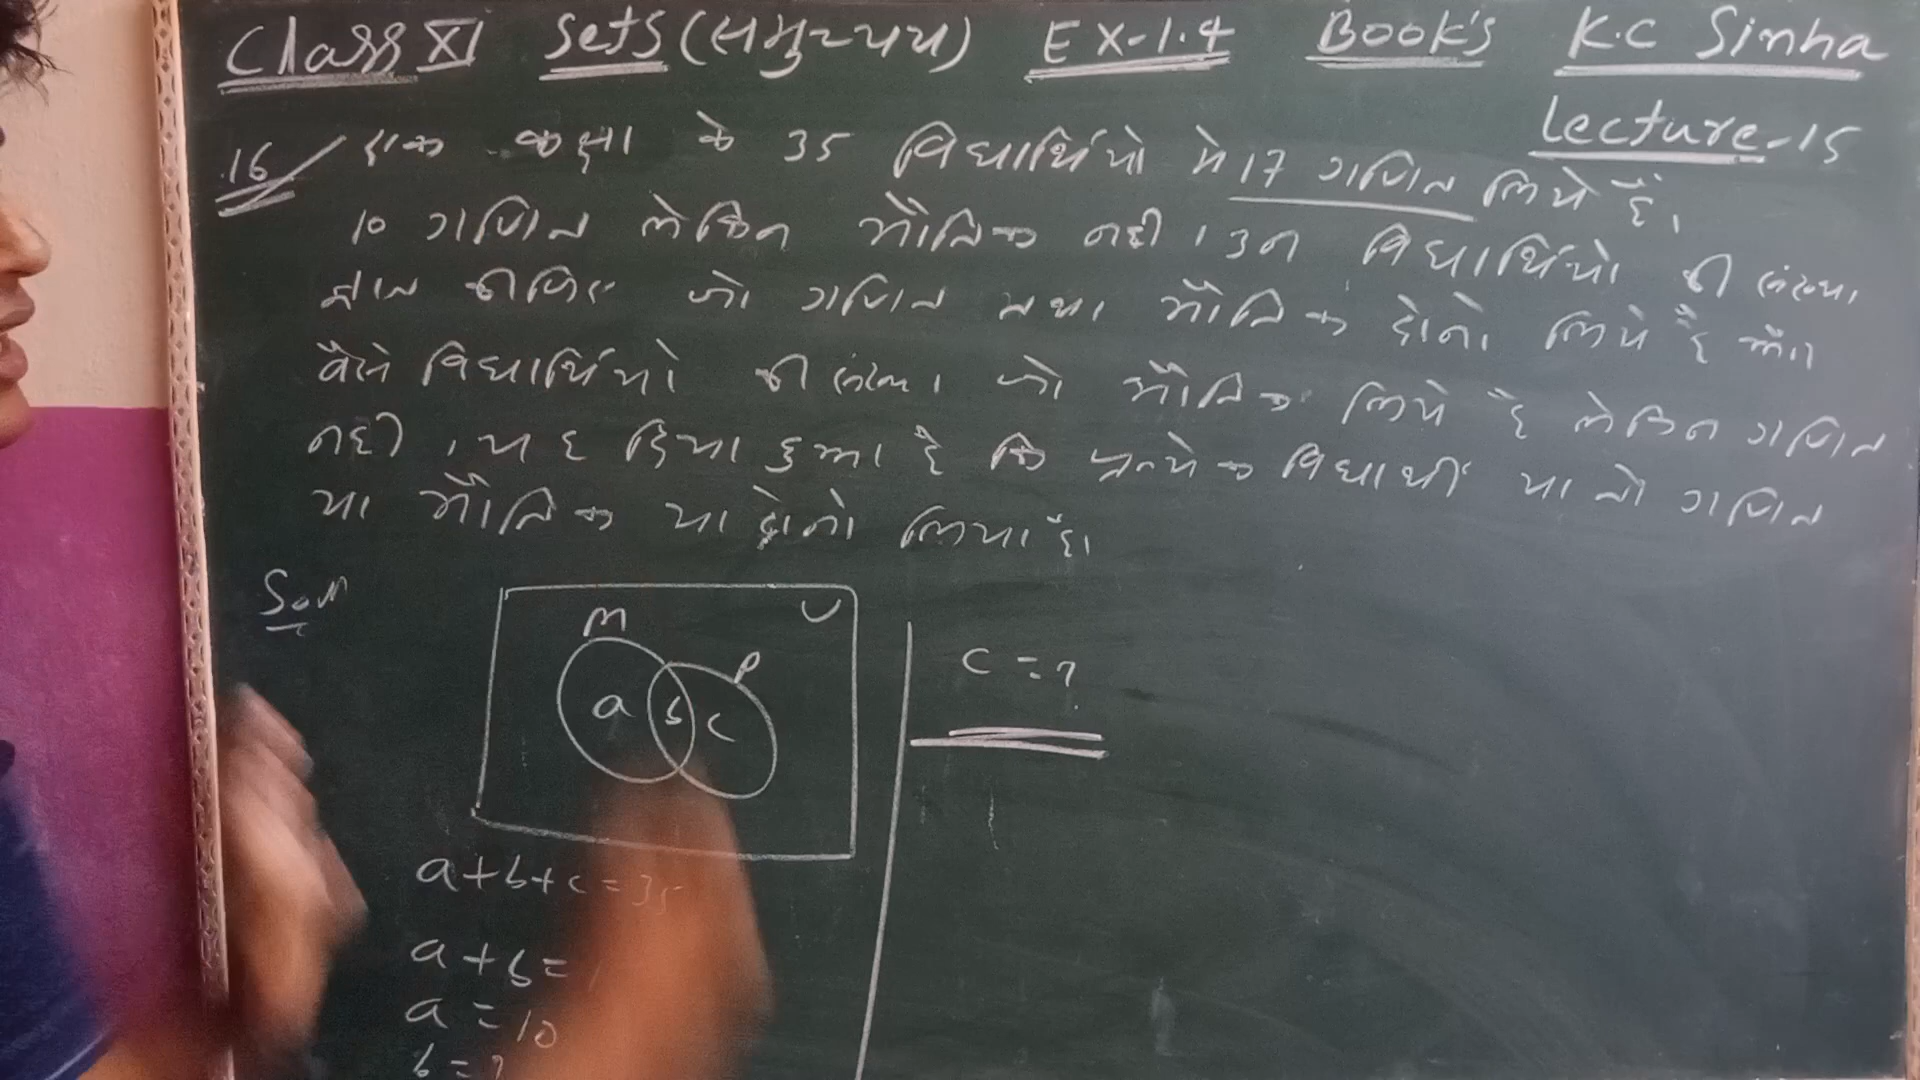 Class XI Sets (समुच्चय) EX-1.4 Book's K.C Sinha
Lecture-15
16 एक कक्षा के 35 विद्यार्थियों मे 17 गणित लिये हैं।
10 गणित लेकिन भौतिक नही । उन विद्यार्थियो की संख्या
ज्ञात कीजिए जो गणित तथा भौतिक दोनो लिये है और
वैसे विद्यार्थियो की संख्या जो भौतिक लिये है लेकिन गणित
नही । यह दिया हुआ है कि प्रत्येक विद्यार्थी या तो गणित
या भौतिक या दोनो लिया है।
Soln
M U
P
a b c
a+b+c=35
a+b=
a=10
b=?
c=?